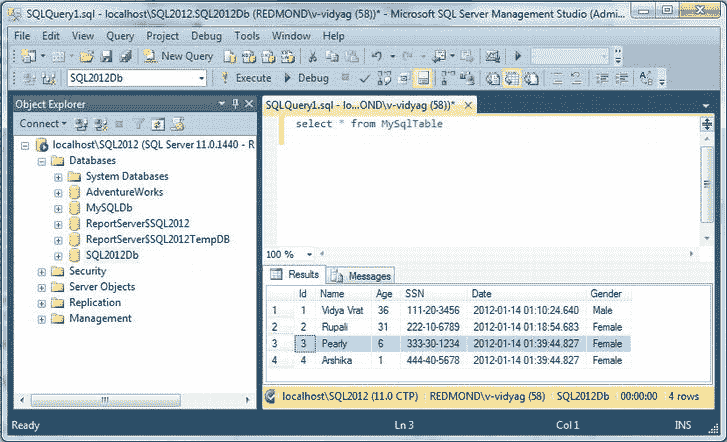 SQLQuery1.sql - localhost\SQL2012.SQL2012Db (REDMOND\v-vidyag (58))* - Microsoft SQL Server Management Studio (Admi...
File Edit View Query Project Debug Tools Window Help
New Query
SQL2012Db Execute Debug
Object Explorer
Connect
localhost\SQL2012 (SQL Server 11.0.1440 - R
Databases
System Databases
AdventureWorks
MySQLDb
ReportServer$SQL2012
ReportServer$SQL2012TempDB
SQL2012Db
Security
Server Objects
Replication
Management
SQLQuery1.sql - lo...OND\v-vidyag (58))*
select * from MySqlTable
100 %
Results Messages
Id Name Age SSN Date Gender
1 1 Vidya Vrat 36 111-20-3456 2012-01-14 01:10:24.640 Male
2 2 Rupali 31 222-10-6789 2012-01-14 01:18:54.683 Female
3 3 Pearly 6 333-30-1234 2012-01-14 01:39:44.827 Female
4 4 Arshika 1 444-40-5678 2012-01-14 01:39:44.827 Female
localhost\SQL2012 (11.0 CTP) REDMOND\v-vidyag (58) SQL2012Db 00:00:00 4 rows
Ready Ln 3 Col 1 INS